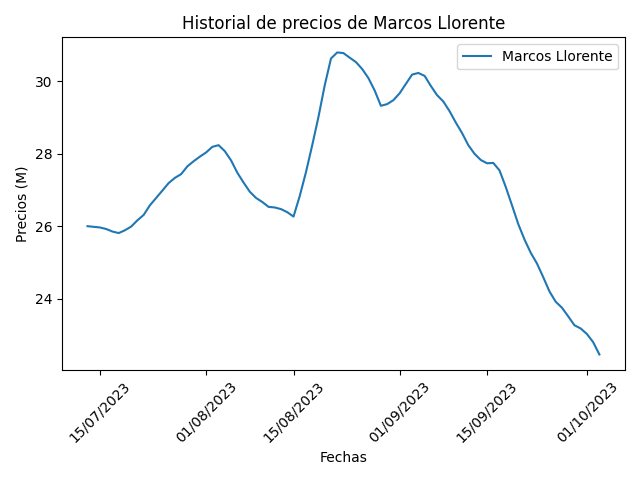 Historial de precios de Marcos Llorente
Marcos Llorente
Precios (M)
30
28
26
24
15/07/2023
01/08/2023
15/08/2023
01/09/2023
15/09/2023
01/10/2023
Fechas